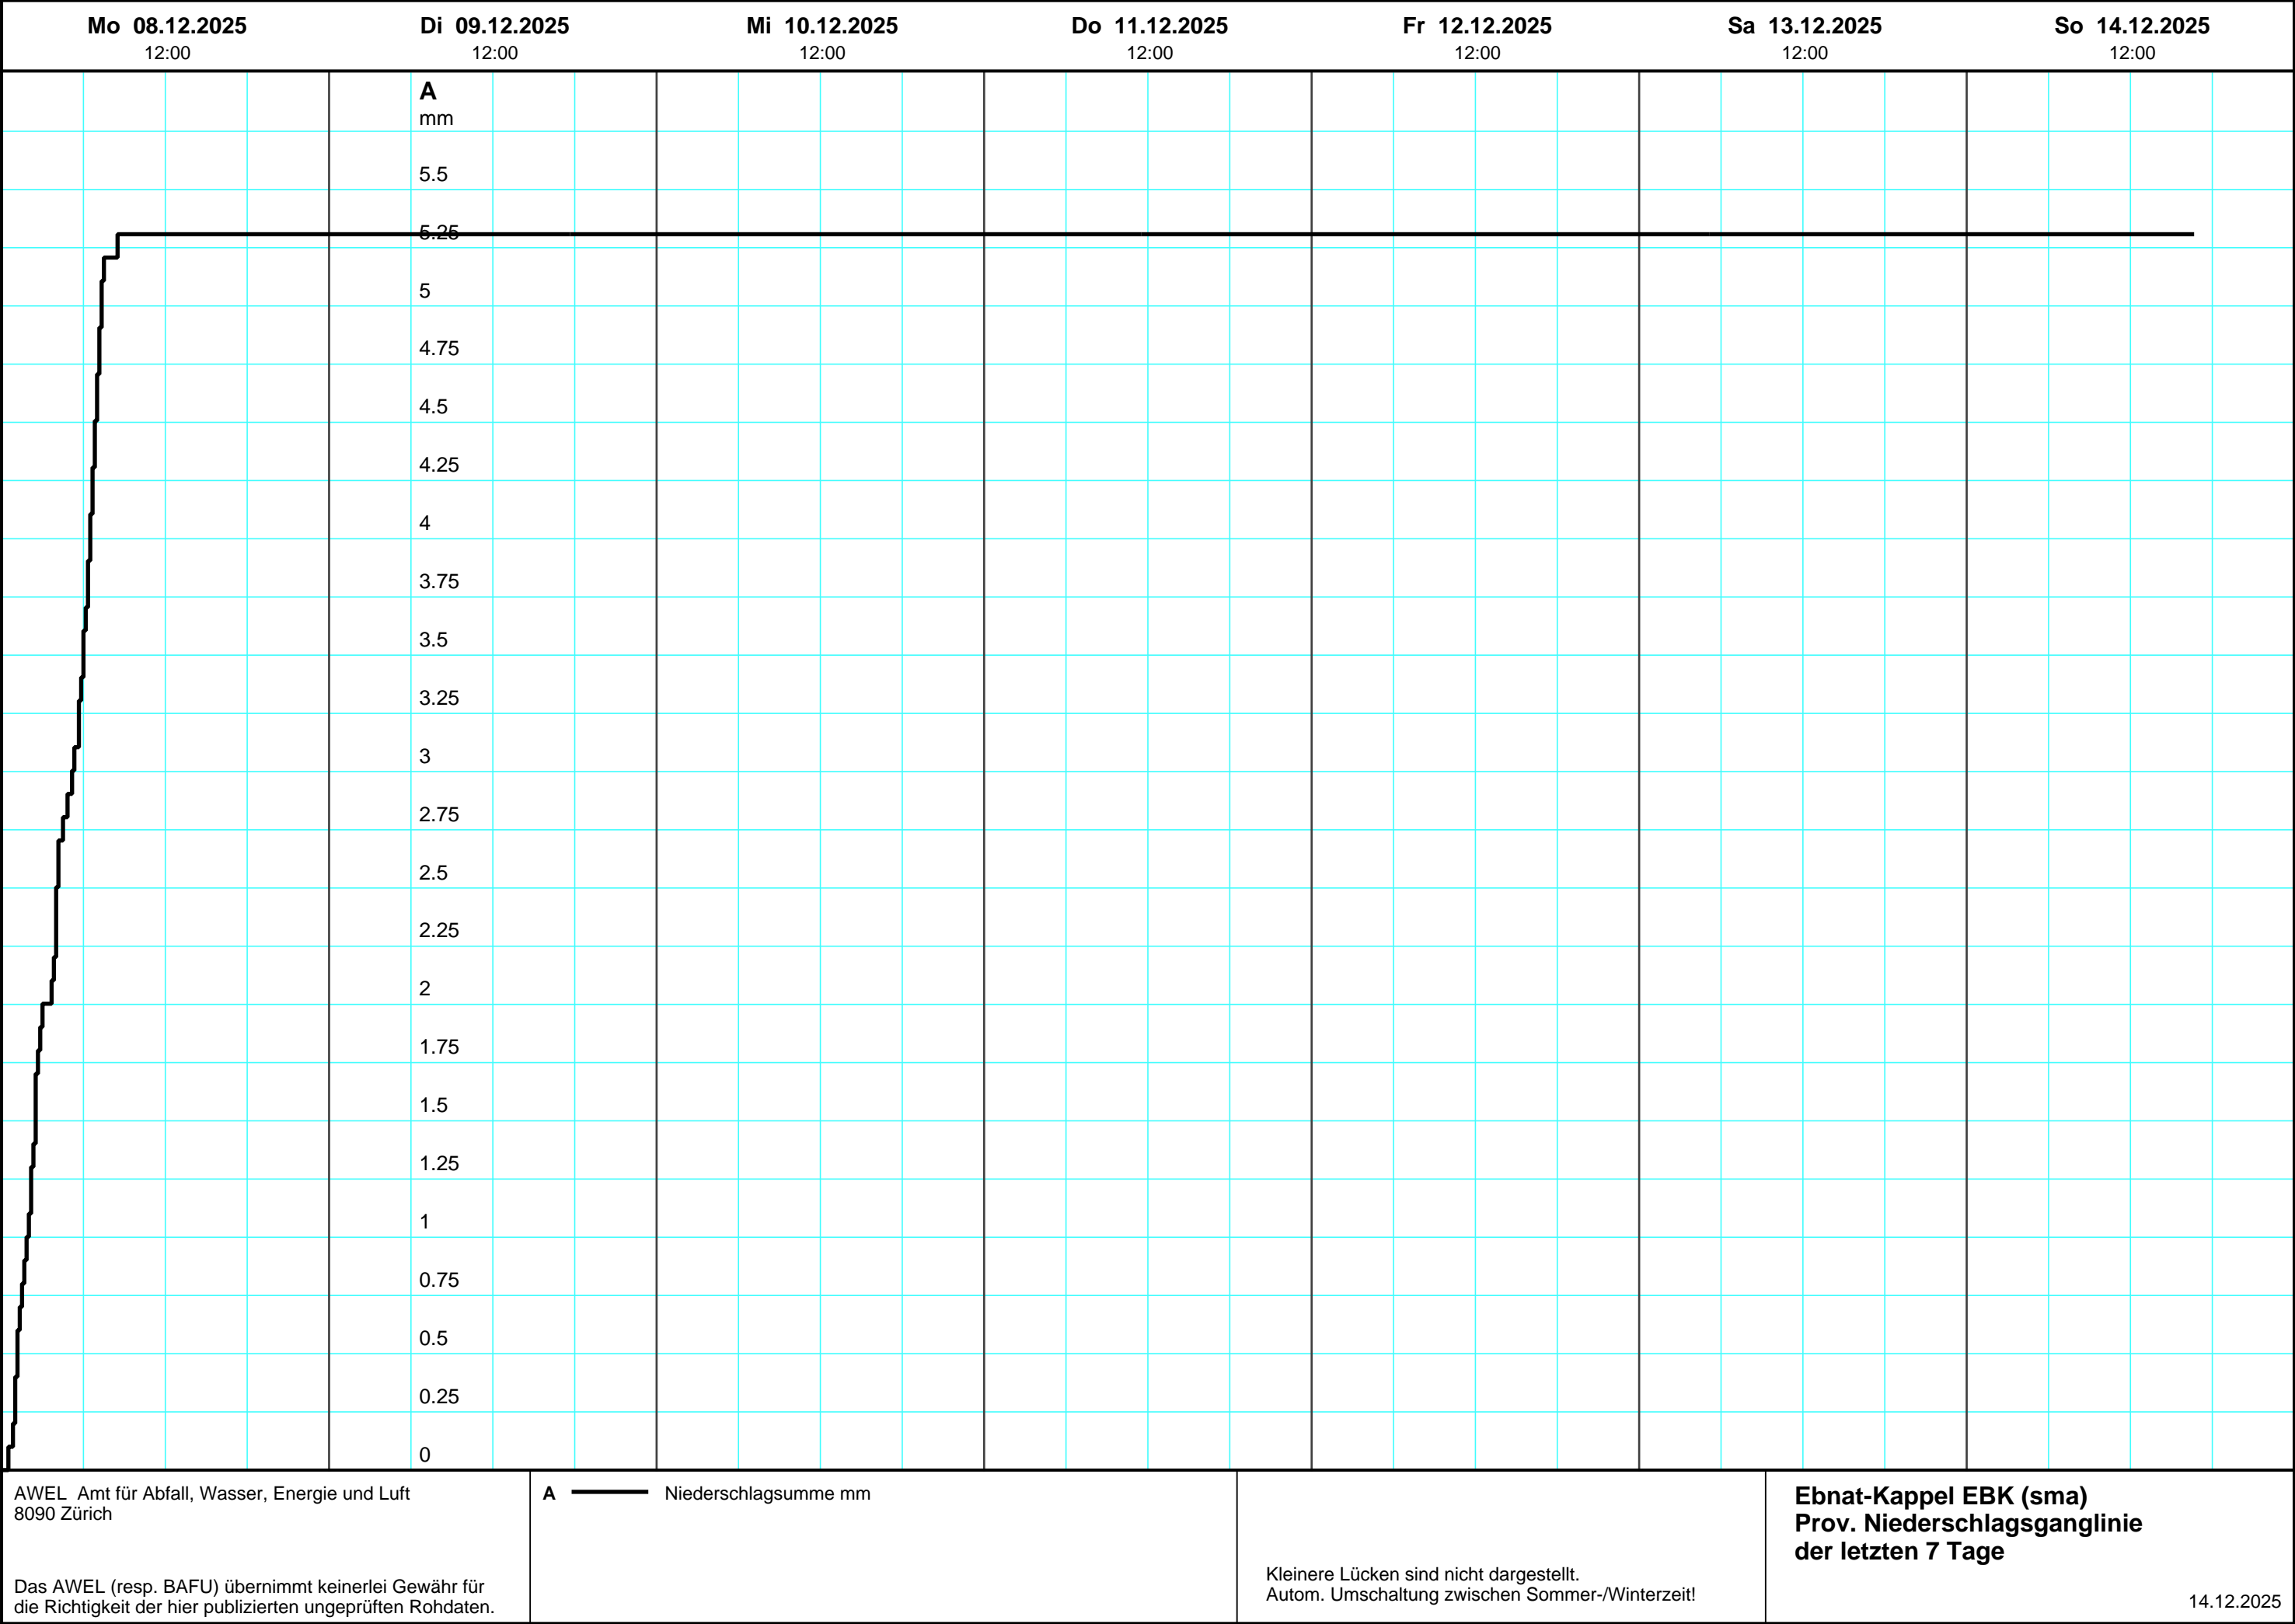 Mo 08.12.2025 Di 09.12.2025 Mi 10.12.2025 Do 11.12.2025 Fr 12.12.2025 Sa 13.12.2025 So 14.12.2025
12:00 12:00 12:00 12:00 12:00 12:00 12:00
A
mm
5.5
5.25
5
4.75
4.5
4.25
4
3.75
3.5
3.25
3
2.75
2.5
2.25
2
1.75
1.5
1.25
1
0.75
0.5
0.25
0
AWEL Amt für Abfall, Wasser, Energie und Luft
8090 Zürich
Das AWEL (resp. BAFU) übernimmt keinerlei Gewähr für
die Richtigkeit der hier publizierten ungeprüften Rohdaten.
A Niederschlagsumme mm
Kleinere Lücken sind nicht dargestellt.
Autom. Umschaltung zwischen Sommer-/Winterzeit!
Ebnat-Kappel EBK (sma)
Prov. Niederschlagsganglinie
der letzten 7 Tage
14.12.2025